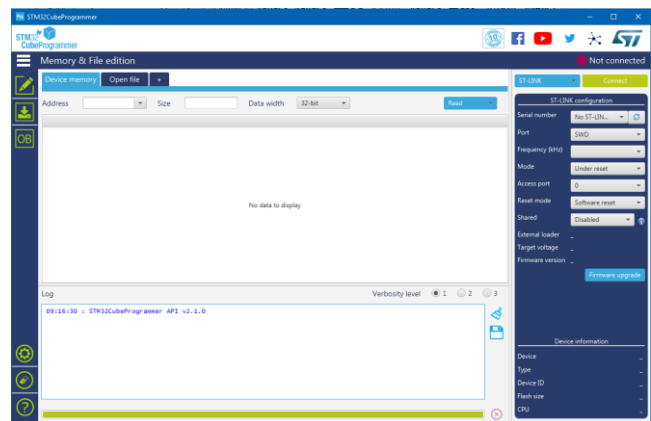 STM32CubeProgrammer
STM32
CubeProgrammer
Memory & File edition
Not connected
Device memory
Open file
+
ST-LINK
Connect
Address
Size
Data width
32-bit
Read
ST-LINK configuration
Serial number
No ST-LIN...
Port
SWD
Frequency (kHz)
Mode
Under reset
Access port
0
Reset mode
Software reset
Shared
Disabled
External loader
_
Target voltage
_
Firmware version
_
Firmware upgrade
No data to display
OB
Log
Verbosity level
1
2
3
09:16:30 : STM32CubeProgrammer API v2.1.0
Device information
Device
_
Type
_
Device ID
_
Flash size
_
CPU
_